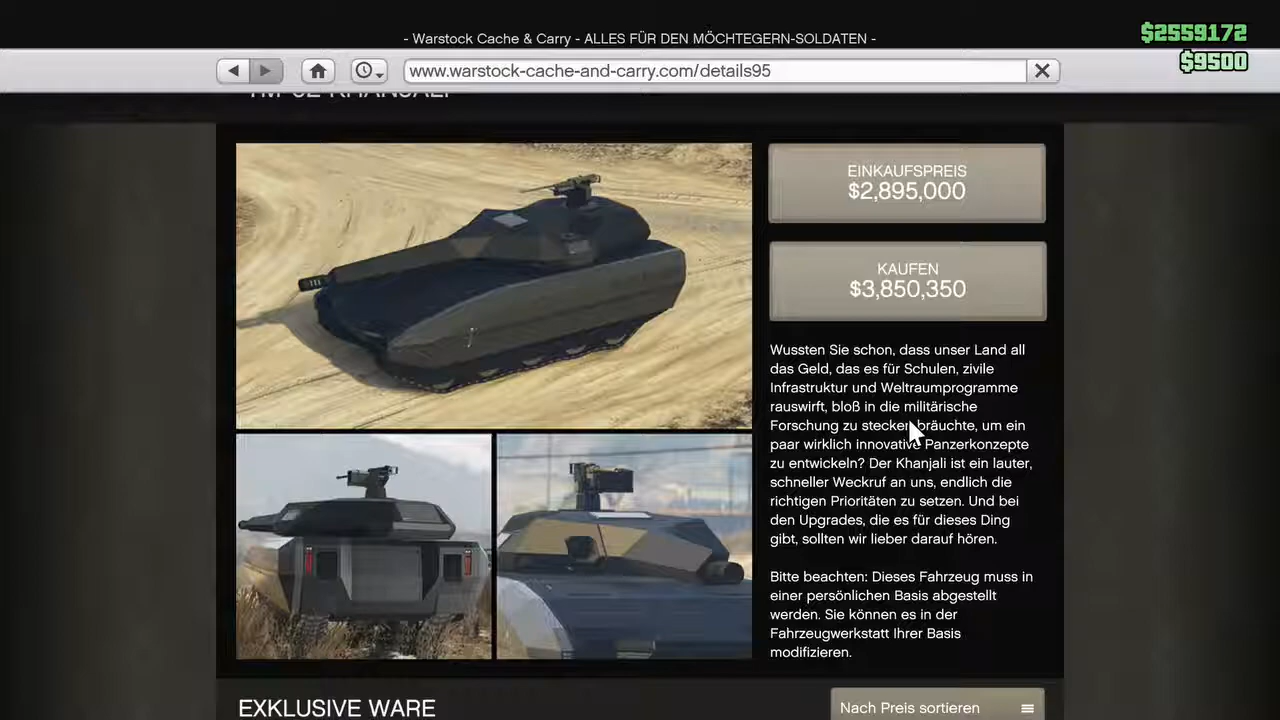 - Warstock Cache & Carry - ALLES FÜR DEN MÖCHTEGERN-SOLDATEN -
$2559172
$9500
www.warstock-cache-and-carry.com/details95
TM-02 KHANJALI
EINKAUFSPREIS
$2,895,000
KAUFEN
$3,850,350
Wussten Sie schon, dass unser Land all
das Geld, das es für Schulen, zivile
Infrastruktur und Weltraumprogramme
rauswirft, bloß in die militärische
Forschung zu stecken bräuchte, um ein
paar wirklich innovative Panzerkonzepte
zu entwickeln? Der Khanjali ist ein lauter,
schneller Weckruf an uns, endlich die
richtigen Prioritäten zu setzen. Und bei
den Upgrades, die es für dieses Ding
gibt, sollten wir lieber darauf hören.
Bitte beachten: Dieses Fahrzeug muss in
einer persönlichen Basis abgestellt
werden. Sie können es in der
Fahrzeugwerkstatt Ihrer Basis
modifizieren.
EXKLUSIVE WARE
Nach Preis sortieren